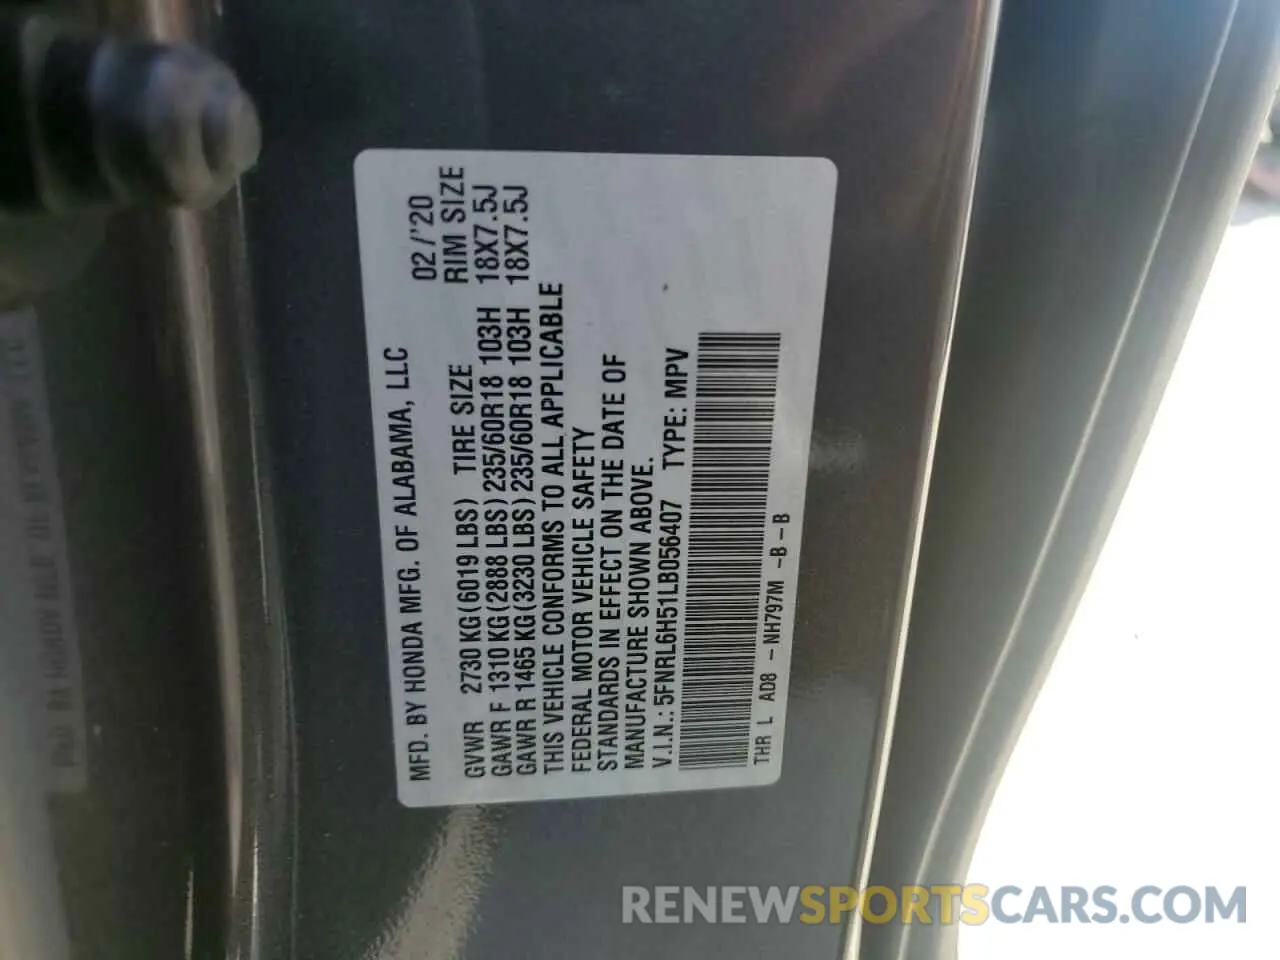 MFD. BY HONDA MFG. OF ALABAMA, LLC 02/'20
GVWR 2730 KG(6019 LBS) TIRE SIZE RIM SIZE
GAWR F 1310 KG(2888 LBS) 235/60R18 103H 18X7.5J
GAWR R 1465 KG(3230 LBS) 235/60R18 103H 18X7.5J
THIS VEHICLE CONFORMS TO ALL APPLICABLE
FEDERAL MOTOR VEHICLE SAFETY
STANDARDS IN EFFECT ON THE DATE OF
MANUFACTURE SHOWN ABOVE.
V.I.N.: 5FNRL6H51LB056407 TYPE: MPV
THR L AD8 -NH797M -B-B
RENEWSPORTSCARS.COM